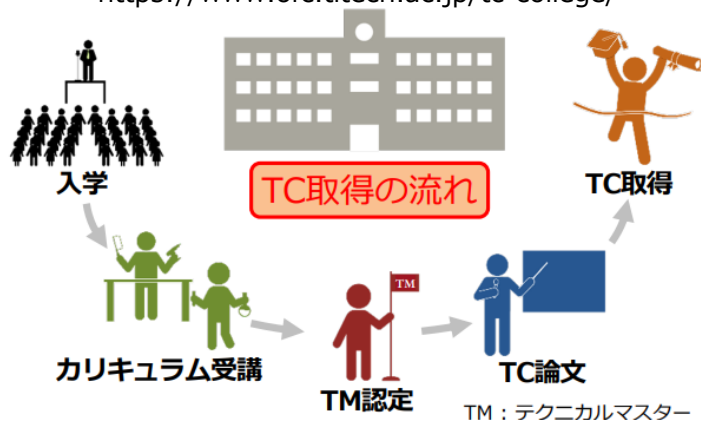 入学
TC取得の流れ
TC取得
カリキュラム受講
TM
TM認定
TC論文
TM：テクニカルマスター